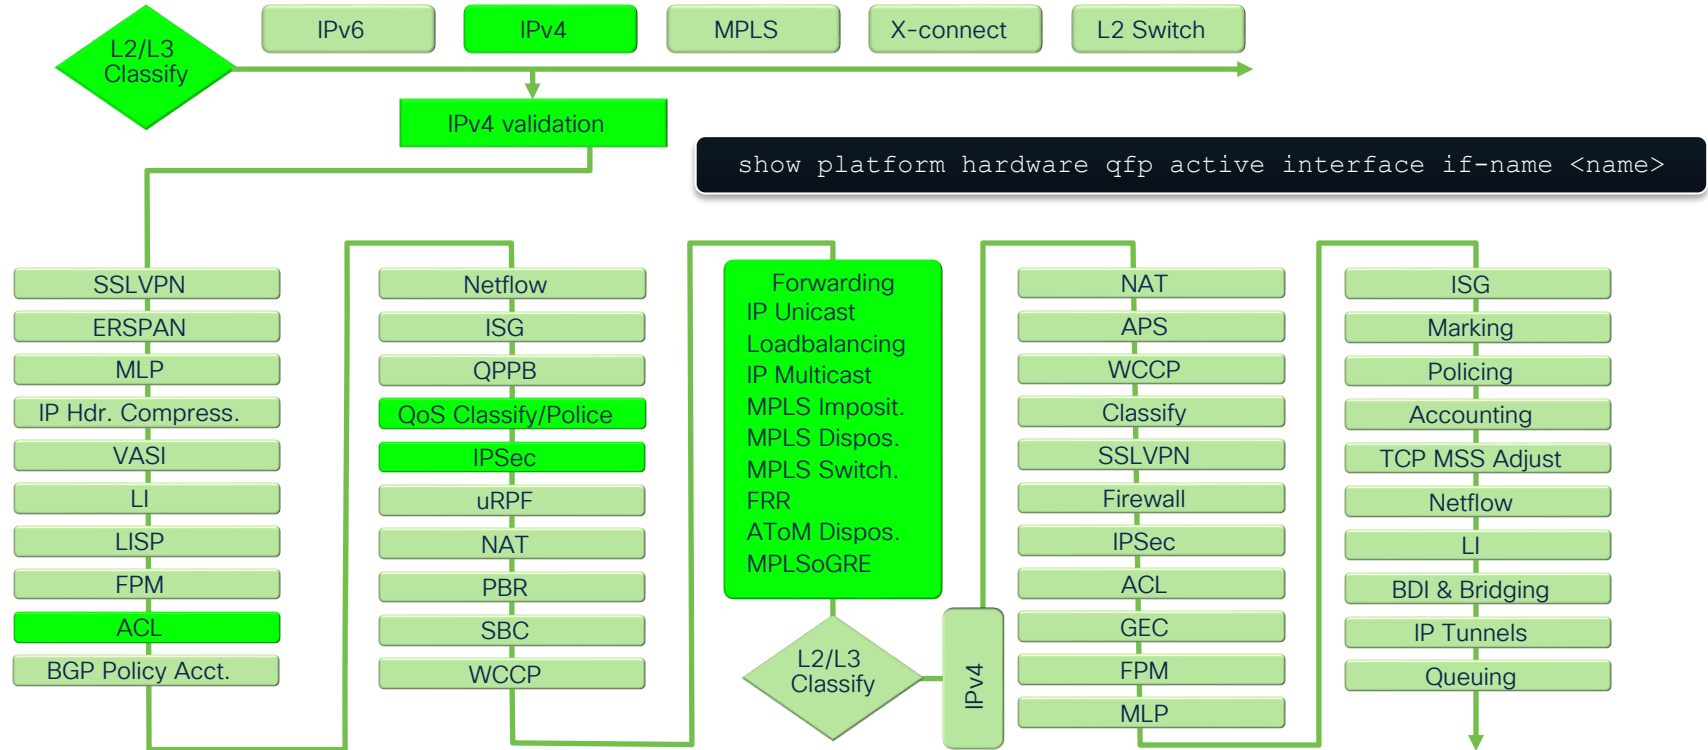 L2/L3
Classify
IPv6
IPv4
MPLS
X-connect
L2 Switch
IPv4 validation
show platform hardware qfp active interface if-name <name>
SSLVPN
ERSPAN
MLP
IP Hdr. Compress.
VASI
LI
LISP
FPM
ACL
BGP Policy Acct.
Netflow
ISG
QPPB
QoS Classify/Police
IPSec
uRPF
NAT
PBR
SBC
WCCP
Forwarding
IP Unicast
Loadbalancing
IP Multicast
MPLS Imposit.
MPLS Dispos.
MPLS Switch.
FRR
AToM Dispos.
MPLSoGRE
L2/L3
Classify
IPv4
NAT
APS
WCCP
Classify
SSLVPN
Firewall
IPSec
ACL
GEC
FPM
MLP
ISG
Marking
Policing
Accounting
TCP MSS Adjust
Netflow
LI
BDI & Bridging
IP Tunnels
Queuing